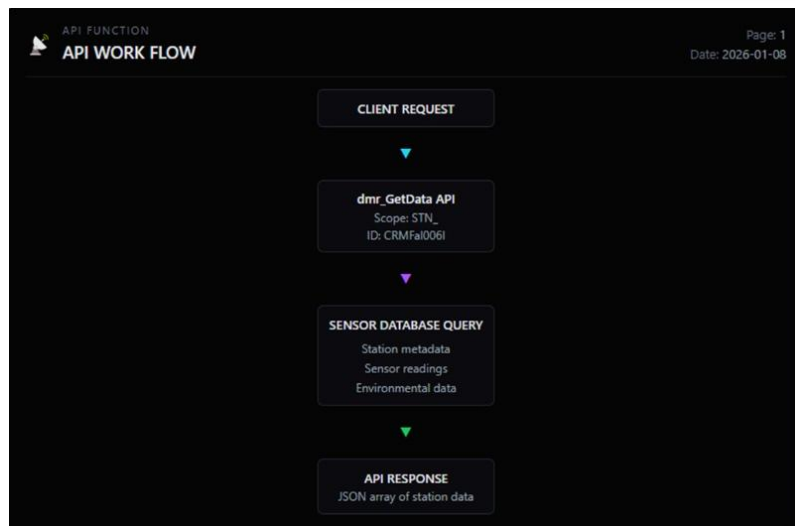 API FUNCTION
API WORK FLOW
Page: 1
Date: 2026-01-08
CLIENT REQUEST
dmr_GetData API
Scope: STN_
ID: CRMFal006I
SENSOR DATABASE QUERY
Station metadata
Sensor readings
Environmental data
API RESPONSE
JSON array of station data